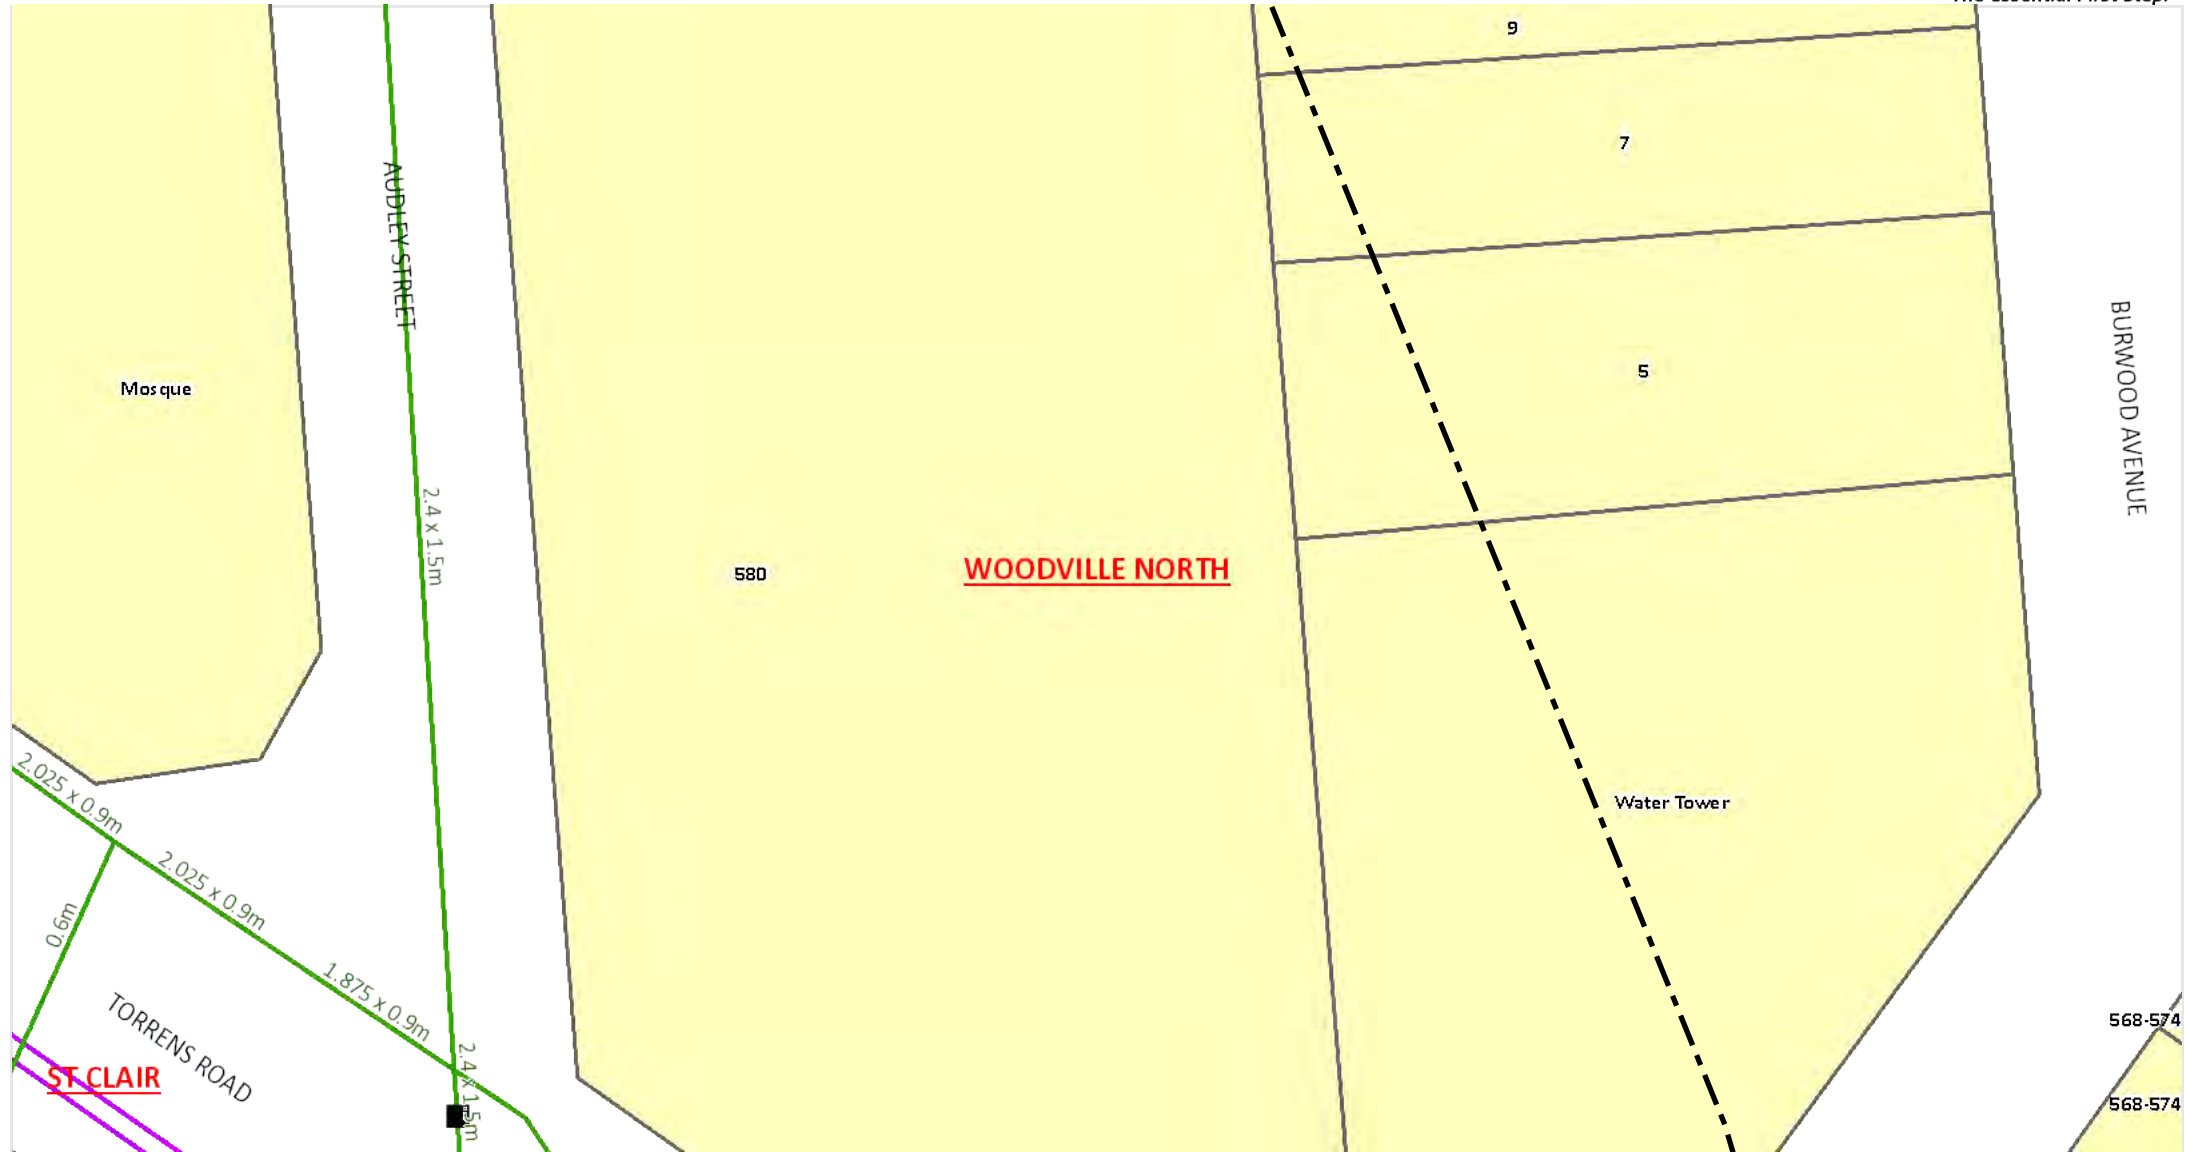 9
7
AUDLEY STREET
5
BURWOOD AVENUE
Mosque
2.4 x 1.5m
580
WOODVILLE NORTH
2.025 x 0.9m
Water Tower
2.025 x 0.9m
0.6m
1.875 x 0.9m
TORRENS ROAD
568-574
2.4 x 1.5m
ST CLAIR
568-574